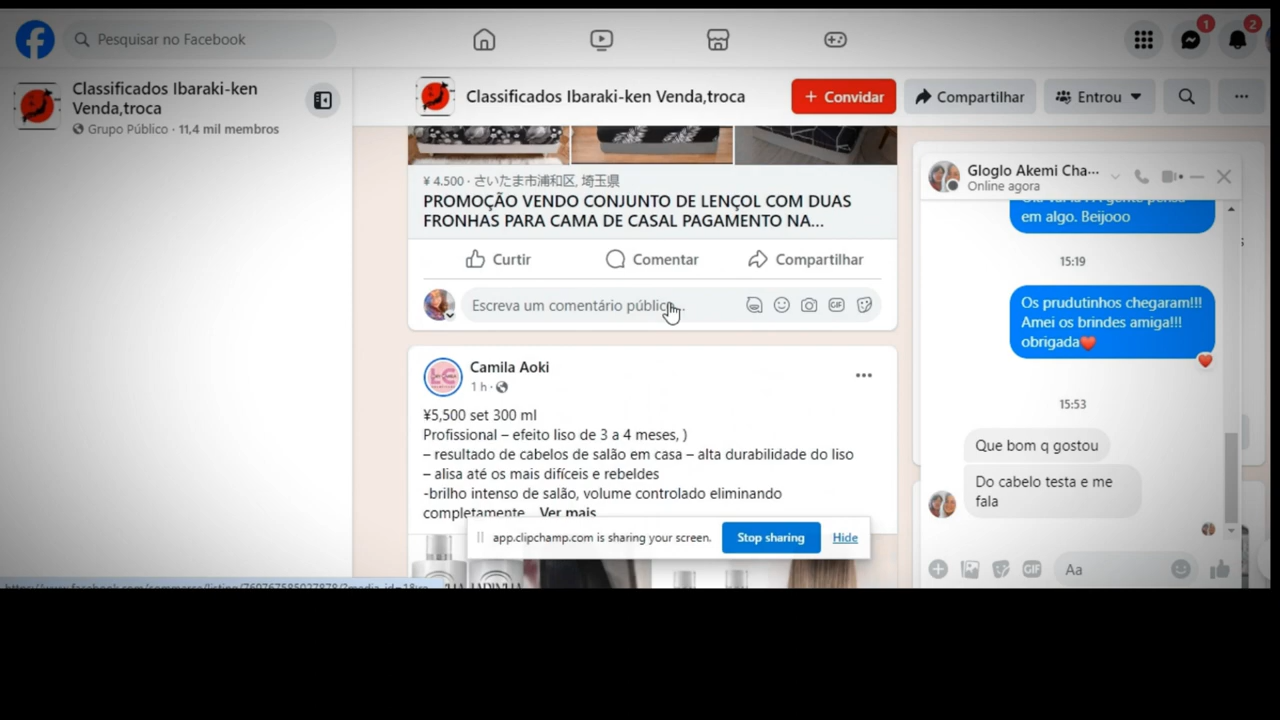 Pesquisar no Facebook
1
2
Classificados Ibaraki-ken
Venda,troca
Grupo Público · 11,4 mil membros
Classificados Ibaraki-ken Venda,troca
+ Convidar
Compartilhar
Entrou
¥ 4.500 · さいたま市浦和区, 埼玉県
PROMOÇÃO VENDO CONJUNTO DE LENÇOL COM DUAS
FRONHAS PARA CAMA DE CASAL PAGAMENTO NA...
Curtir
Comentar
Compartilhar
Escreva um comentário públic...
GIF
Camila Aoki
1 h ·
¥5,500 set 300 ml
Profissional – efeito liso de 3 a 4 meses, )
– resultado de cabelos de salão em casa – alta durabilidade do liso
– alisa até os mais difíceis e rebeldes
-brilho intenso de salão, volume controlado eliminando
completamente... Ver mais
app.clipchamp.com is sharing your screen.
Stop sharing
Hide
Gloglo Akemi Cha...
Online agora
em algo. Beijooo
15:19
Os prudutinhos chegaram!!!
Amei os brindes amiga!!!
obrigada❤️
15:53
Que bom q gostou
Do cabelo testa e me
fala
GIF
Aa